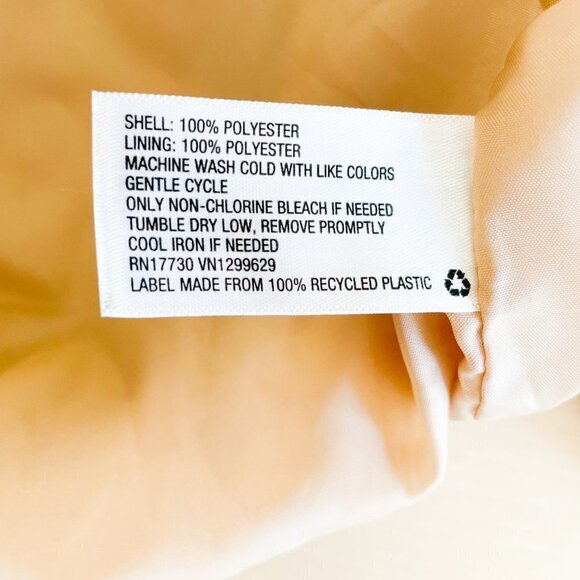 SHELL: 100% POLYESTER
LINING: 100% POLYESTER
MACHINE WASH COLD WITH LIKE COLORS
GENTLE CYCLE
ONLY NON-CHLORINE BLEACH IF NEEDED
TUMBLE DRY LOW, REMOVE PROMPTLY
COOL IRON IF NEEDED
RN17730 VN1299629
LABEL MADE FROM 100% RECYCLED PLASTIC